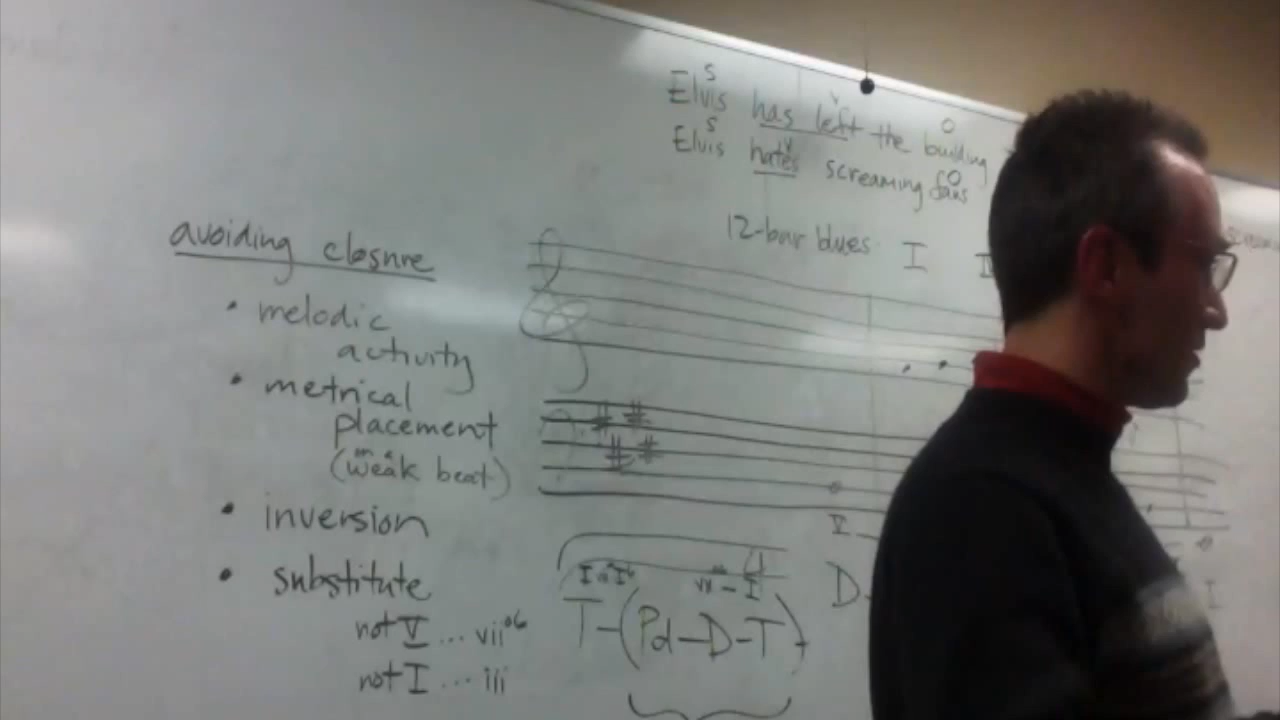 S
Elvis has left the building
V O
S
Elvis hates screaming fans
V O
12-bar blues: I
avoiding closure
• melodic
activity
• metrical
placement
(on a weak beat)
• inversion
• substitute
not V ... vii°6
not I ... iii
V
T-(Pd-D-T)
D
I